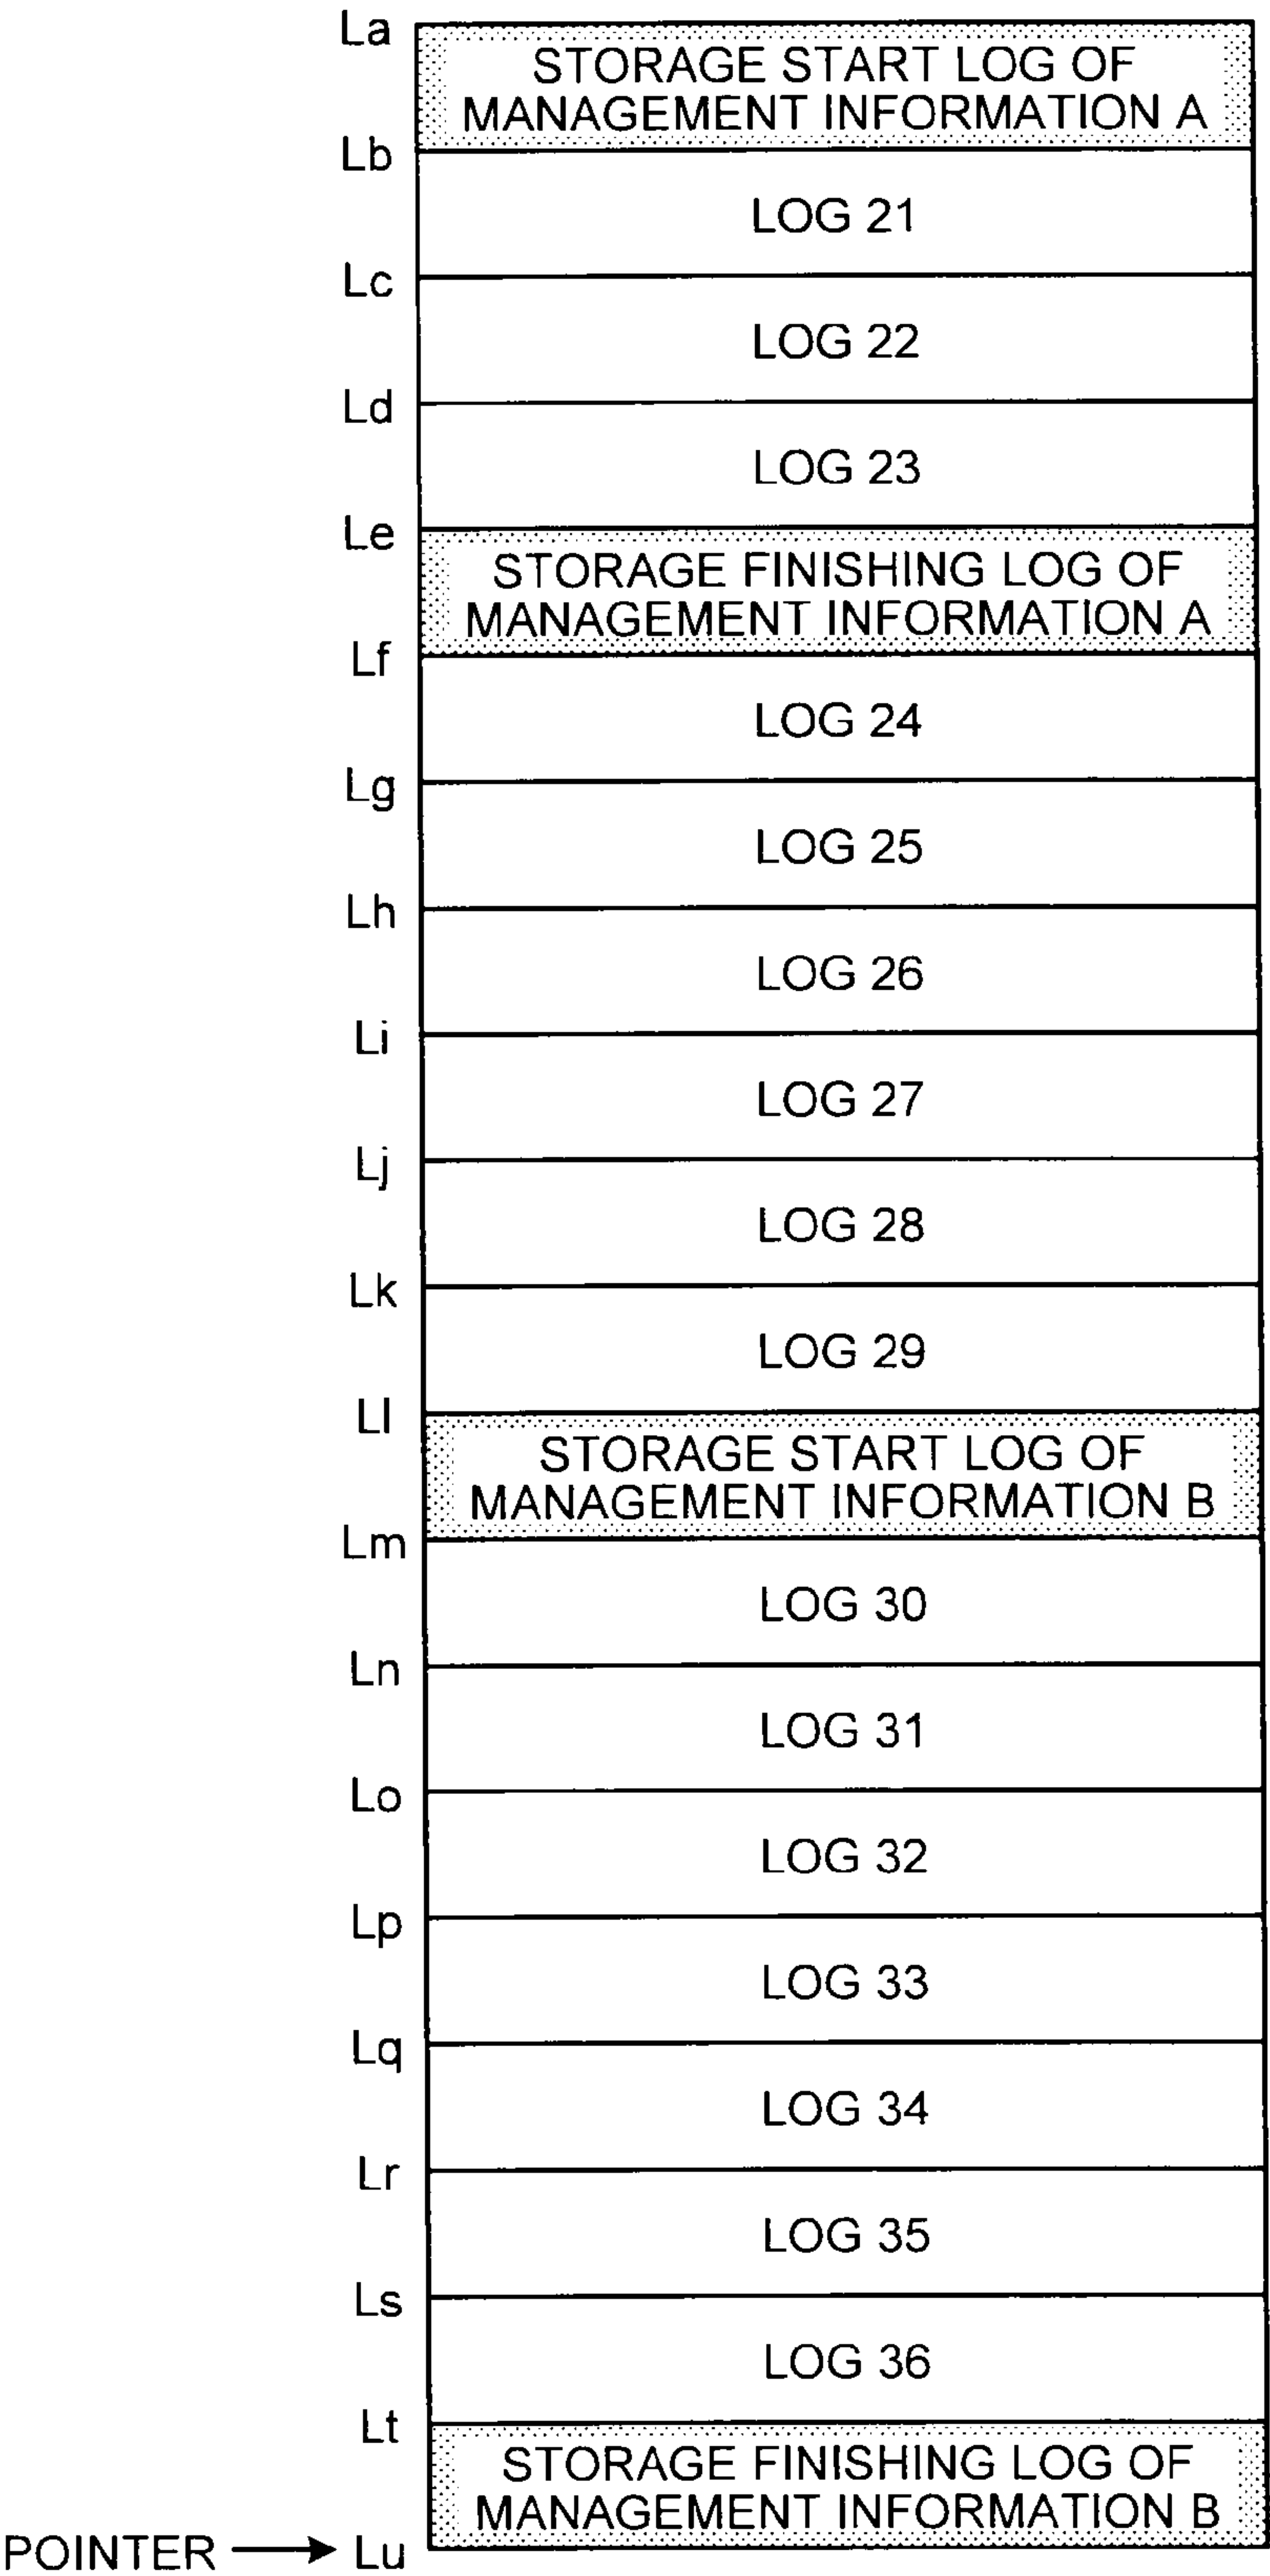 La
STORAGE START LOG OF
MANAGEMENT INFORMATION A
Lb
LOG 21
Lc
LOG 22
Ld
LOG 23
Le
STORAGE FINISHING LOG OF
MANAGEMENT INFORMATION A
Lf
LOG 24
Lg
LOG 25
Lh
LOG 26
Li
LOG 27
Lj
LOG 28
Lk
LOG 29
Ll
STORAGE START LOG OF
MANAGEMENT INFORMATION B
Lm
LOG 30
Ln
LOG 31
Lo
LOG 32
Lp
LOG 33
Lq
LOG 34
Lr
LOG 35
Ls
LOG 36
Lt
STORAGE FINISHING LOG OF
MANAGEMENT INFORMATION B
POINTER → Lu